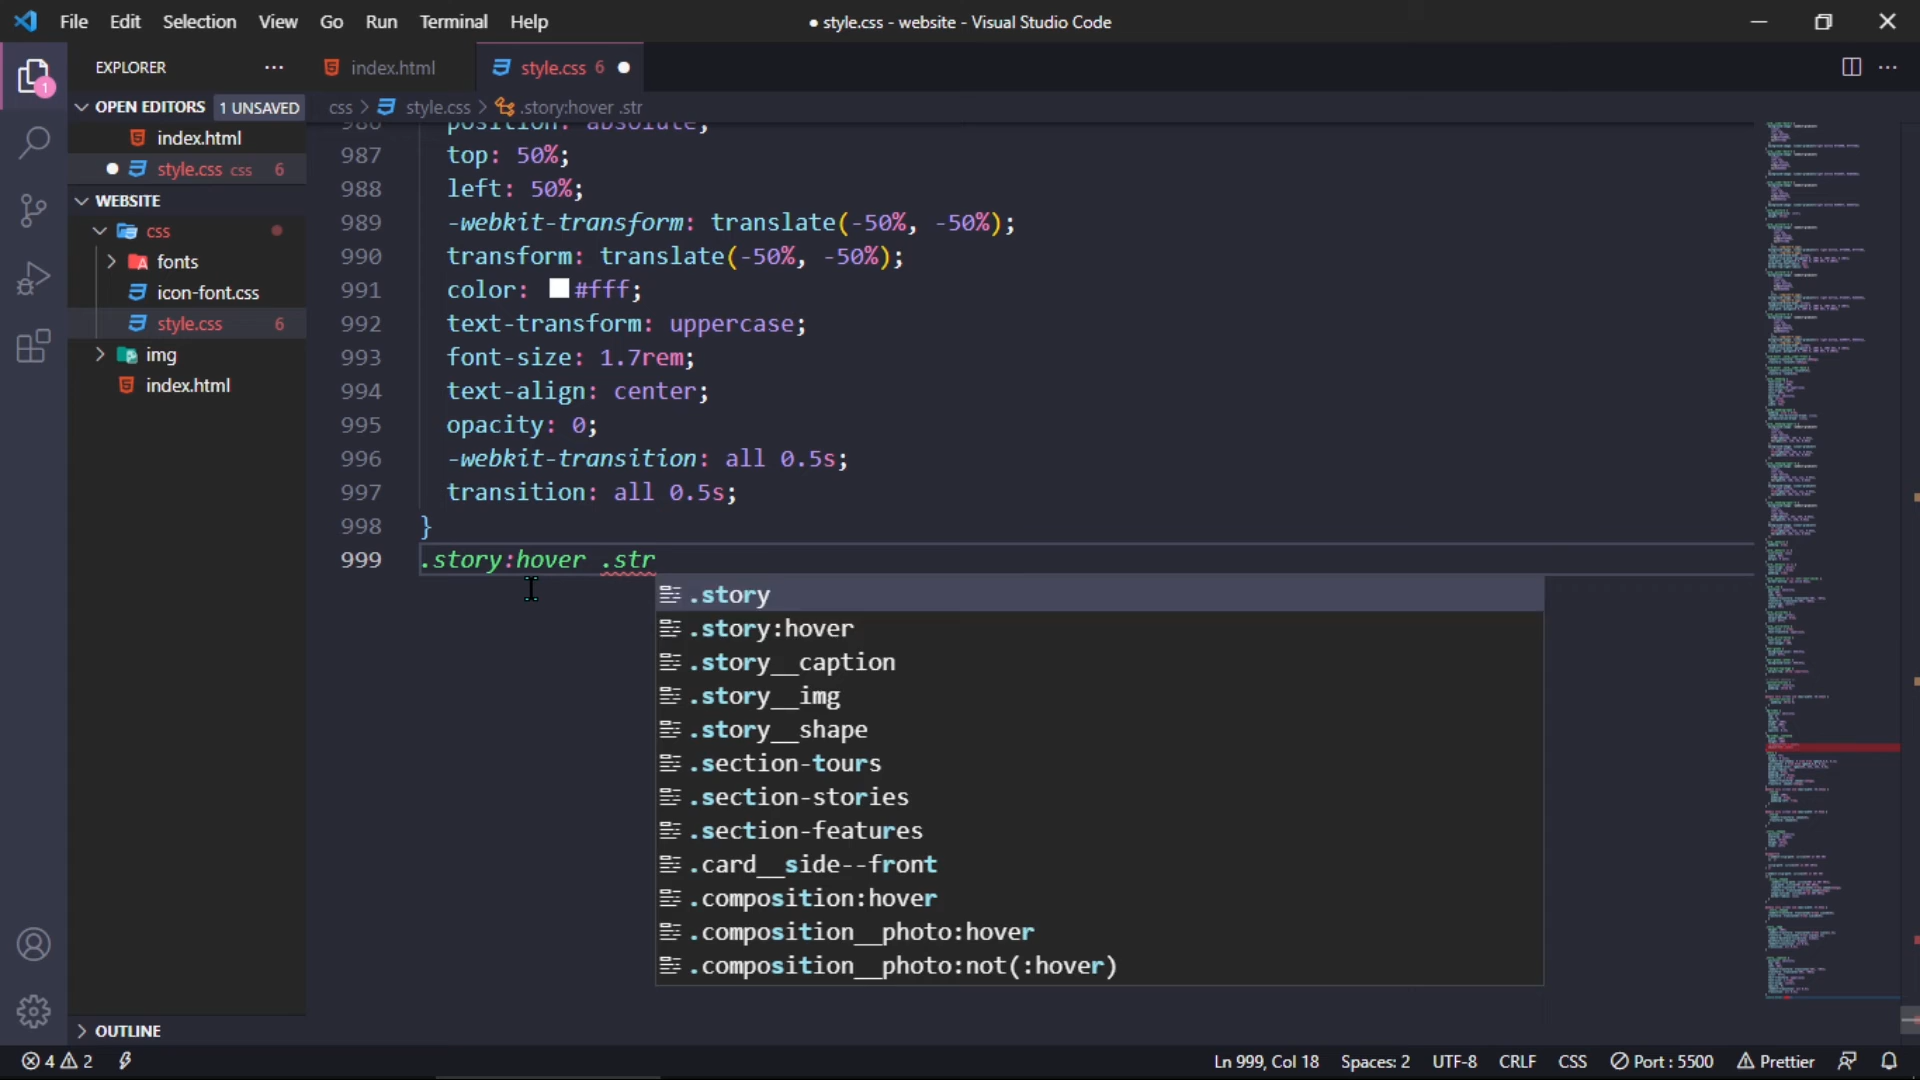 File Edit Selection View Go Run Terminal Help
● style.css - website - Visual Studio Code
EXPLORER
index.html
style.css 6
OPEN EDITORS 1 UNSAVED
css > style.css > .story:hover .str
index.html
style.css css 6
WEBSITE
css
fonts
icon-font.css
style.css 6
img
index.html
OUTLINE
986 position: absolute;
987 top: 50%;
988 left: 50%;
989 -webkit-transform: translate(-50%, -50%);
990 transform: translate(-50%, -50%);
991 color: #fff;
992 text-transform: uppercase;
993 font-size: 1.7rem;
994 text-align: center;
995 opacity: 0;
996 -webkit-transition: all 0.5s;
997 transition: all 0.5s;
998 }
999 .story:hover .str
.story
.story:hover
.story__caption
.story__img
.story__shape
.section-tours
.section-stories
.section-features
.card__side--front
.composition:hover
.composition__photo:hover
.composition__photo:not(:hover)
1
4 2
Ln 999, Col 18 Spaces: 2 UTF-8 CRLF CSS Port : 5500 Prettier